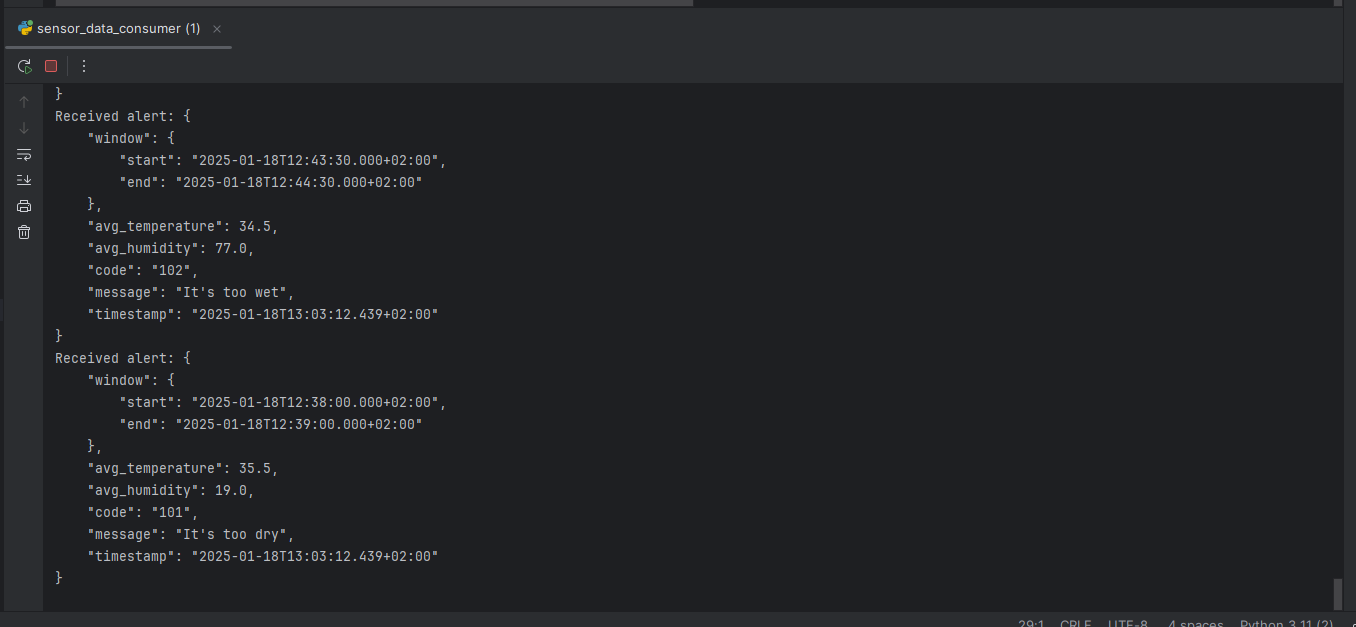 sensor_data_consumer (1)
}
Received alert: {
    "window": {
        "start": "2025-01-18T12:43:30.000+02:00",
        "end": "2025-01-18T12:44:30.000+02:00"
    },
    "avg_temperature": 34.5,
    "avg_humidity": 77.0,
    "code": "102",
    "message": "It's too wet",
    "timestamp": "2025-01-18T13:03:12.439+02:00"
}
Received alert: {
    "window": {
        "start": "2025-01-18T12:38:00.000+02:00",
        "end": "2025-01-18T12:39:00.000+02:00"
    },
    "avg_temperature": 35.5,
    "avg_humidity": 19.0,
    "code": "101",
    "message": "It's too dry",
    "timestamp": "2025-01-18T13:03:12.439+02:00"
}
29:1 CRLF UTF-8 4 spaces Python 3.11 (2)